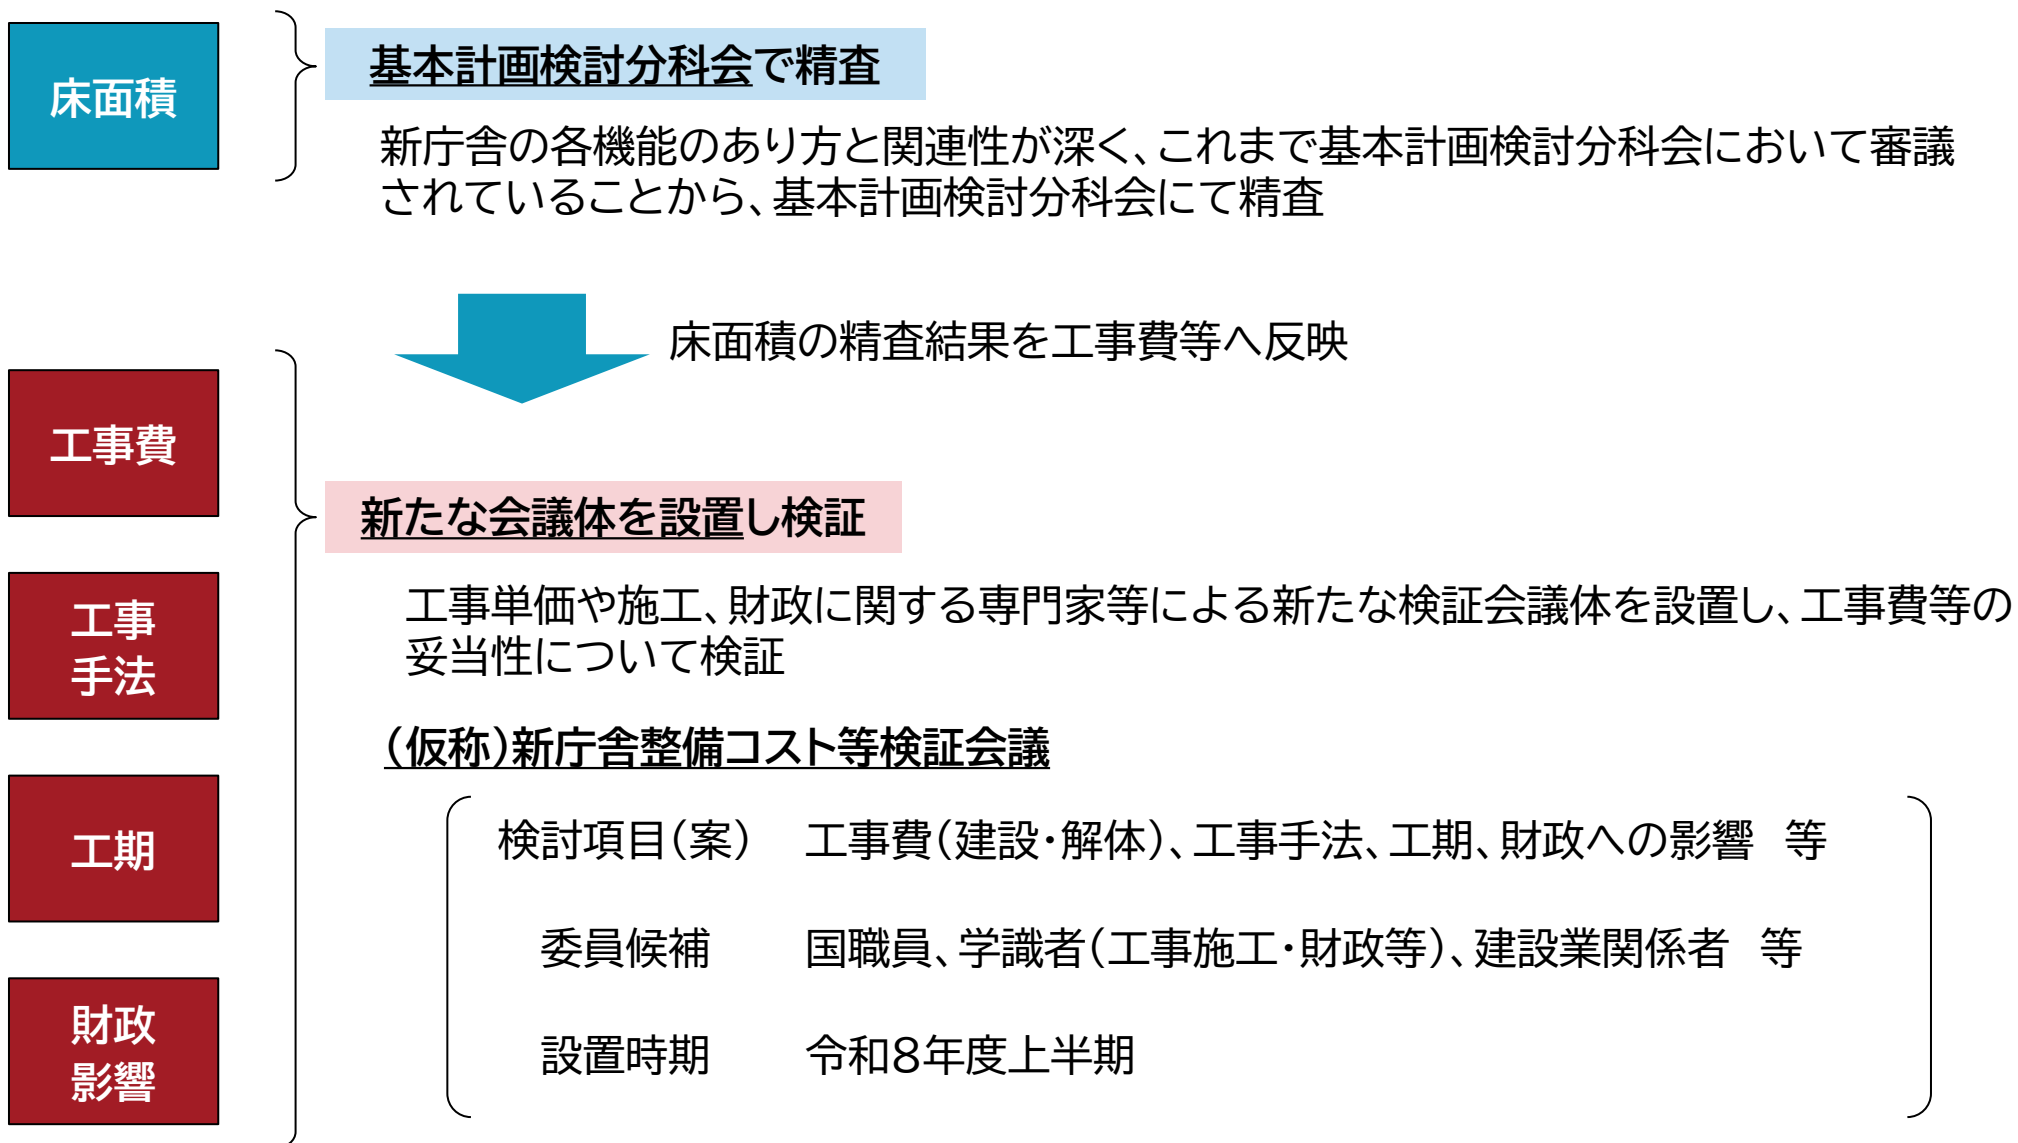 床面積
基本計画検討分科会で精査
新庁舎の各機能のあり方と関連性が深く、これまで基本計画検討分科会において審議
されていることから、基本計画検討分科会にて精査
床面積の精査結果を工事費等へ反映
工事費
工事
手法
工期
財政
影響
新たな会議体を設置し検証
工事単価や施工、財政に関する専門家等による新たな検証会議体を設置し、工事費等の
妥当性について検証
（仮称）新庁舎整備コスト等検証会議
検討項目（案）　工事費（建設・解体）、工事手法、工期、財政への影響　等
委員候補　国職員、学識者（工事施工・財政等）、建設業関係者　等
設置時期　令和８年度上半期